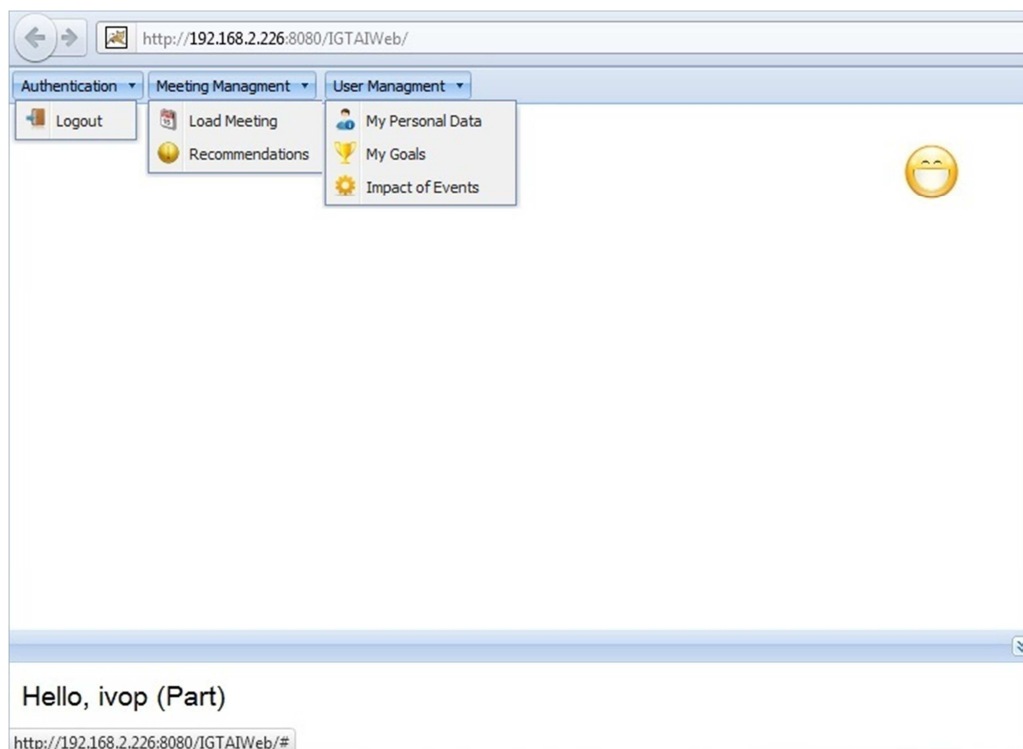 http://192.168.2.226:8080/IGTAIWeb/
Authentication Meeting Managment User Managment
Logout Load Meeting My Personal Data
Recommendations My Goals
Impact of Events
Hello, ivop (Part)
http://192.168.2.226:8080/IGTAIWeb/#